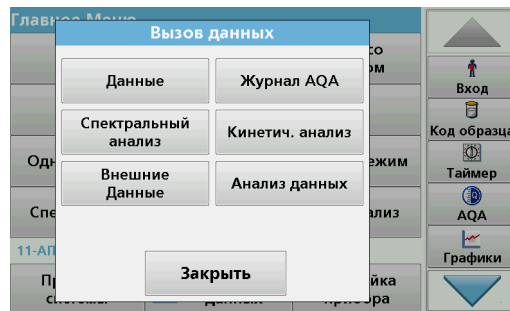 Главное Меню
Вызов
данных
Данные
Журнал AQA
Спектральный
анализ
Кинетич. анализ
Внешние
Данные
Анализ данных
Закрыть
Вход
Код образца
Таймер
AQA
Графики